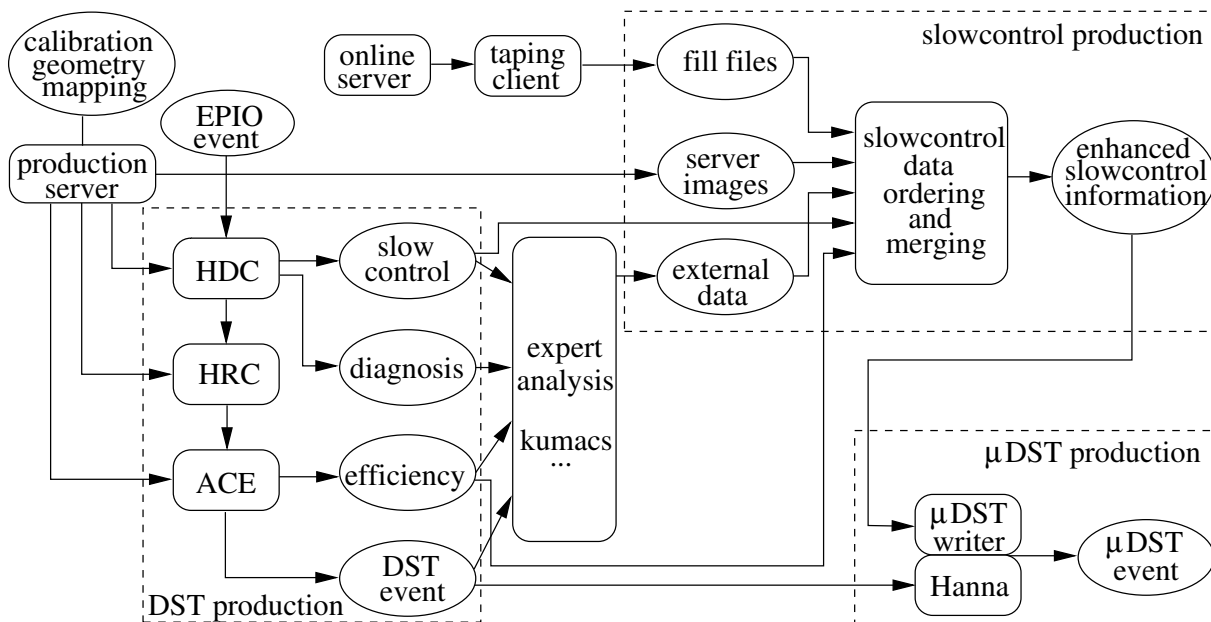 calibration
geometry
mapping
EPIO
event
production
server
online
server
taping
client
slowcontrol production
fill files
server
images
external
data
slowcontrol
data
ordering
and
merging
enhanced
slowcontrol
information
HDC
HRC
ACE
slow
control
diagnosis
efficiency
DST
event
DST production
expert
analysis
kumacs
...
μDST production
μDST
writer
Hanna
μDST
event